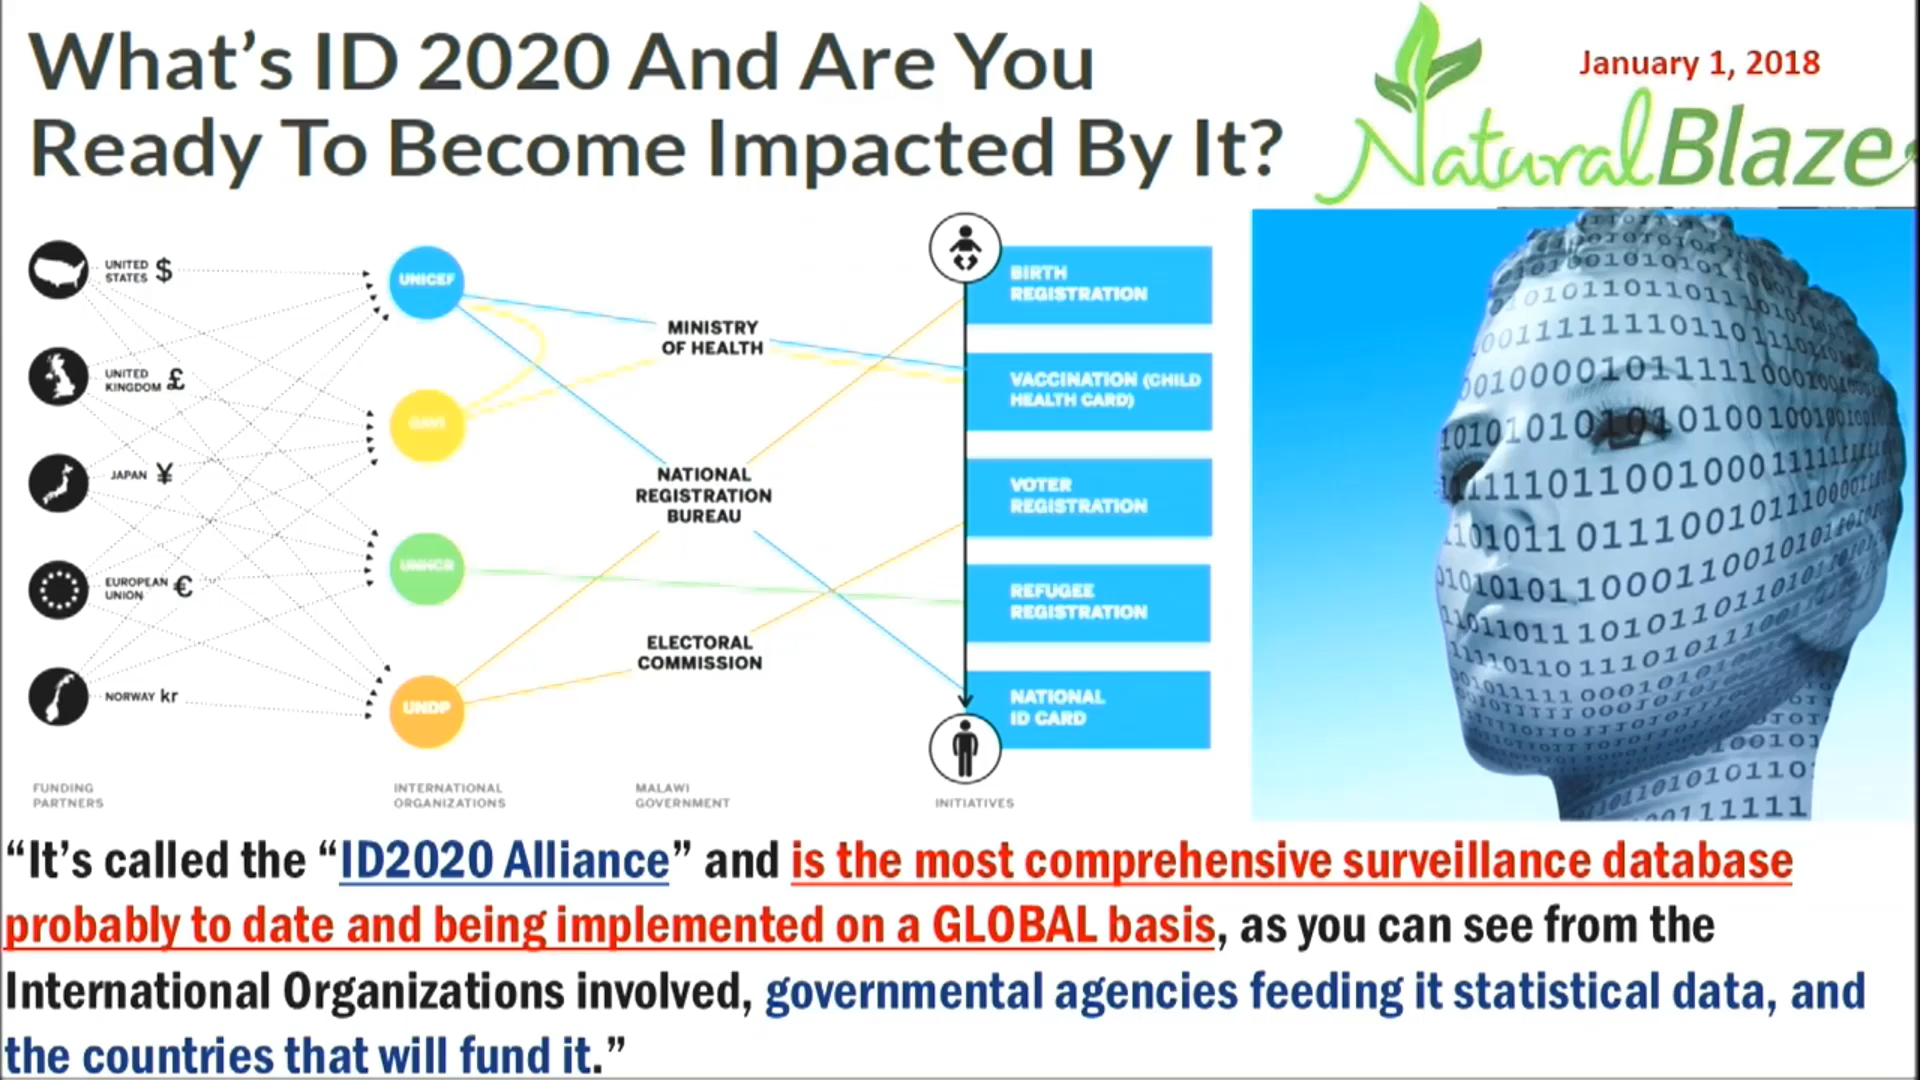 What's ID 2020 And Are You
Ready To Become Impacted By It?
January 1, 2018
NaturalBlaze
UNITED
STATES $
UNITED
KINGDOM £
JAPAN ¥
EUROPEAN
UNION €
NORWAY kr
UNICEF
GAVI
UNHCR
UNDP
MINISTRY
OF HEALTH
NATIONAL
REGISTRATION
BUREAU
ELECTORAL
COMMISSION
BIRTH
REGISTRATION
VACCINATION (CHILD
HEALTH CARD)
VOTER
REGISTRATION
REFUGEE
REGISTRATION
NATIONAL
ID CARD
FUNDING
PARTNERS
INTERNATIONAL
ORGANIZATIONS
MALAWI
GOVERNMENT
INITIATIVES
“It's called the “ID2020 Alliance” and is the most comprehensive surveillance database
probably to date and being implemented on a GLOBAL basis, as you can see from the
International Organizations involved, governmental agencies feeding it statistical data, and
the countries that will fund it.”